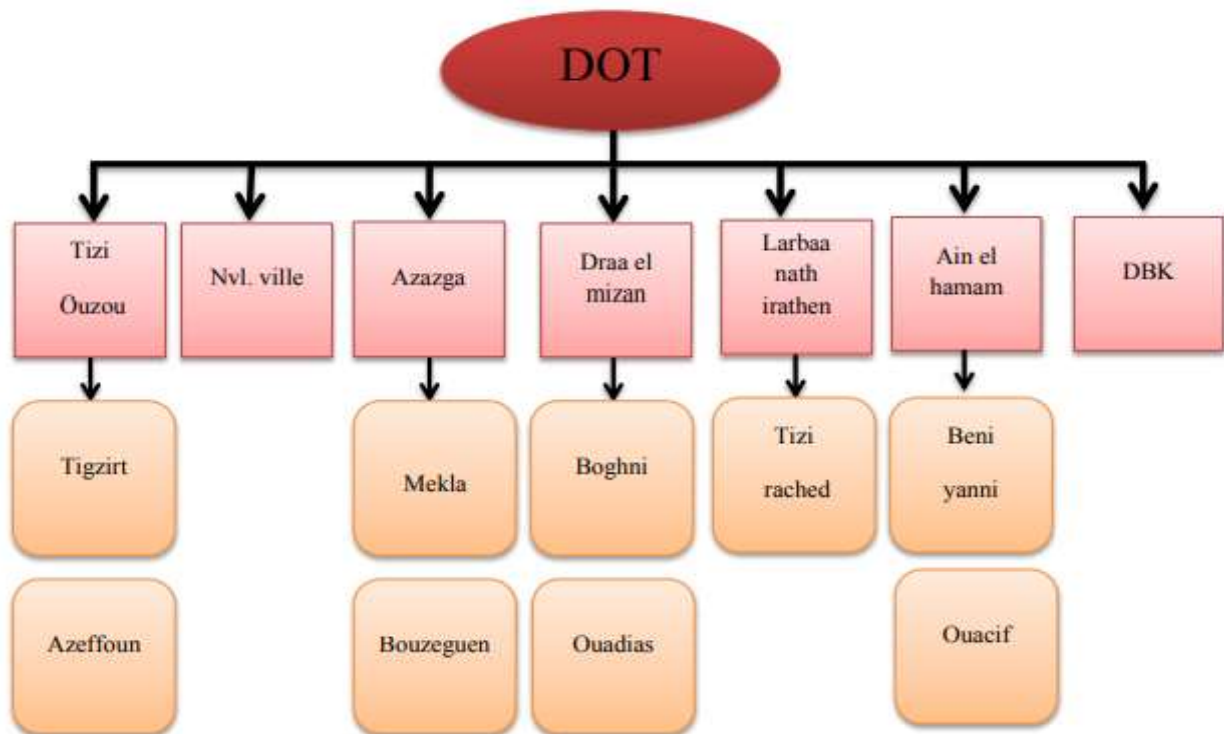 DOT
Tizi
Ouzou
Nvl. ville
Azazga
Draa el
mizan
Larbaa
nath
irathen
Ain el
hamam
DBK
Tigzirt
Mekla
Boghni
Tizi
rached
Beni
yanni
Azeffoun
Bouzeguen
Ouadias
Ouacif